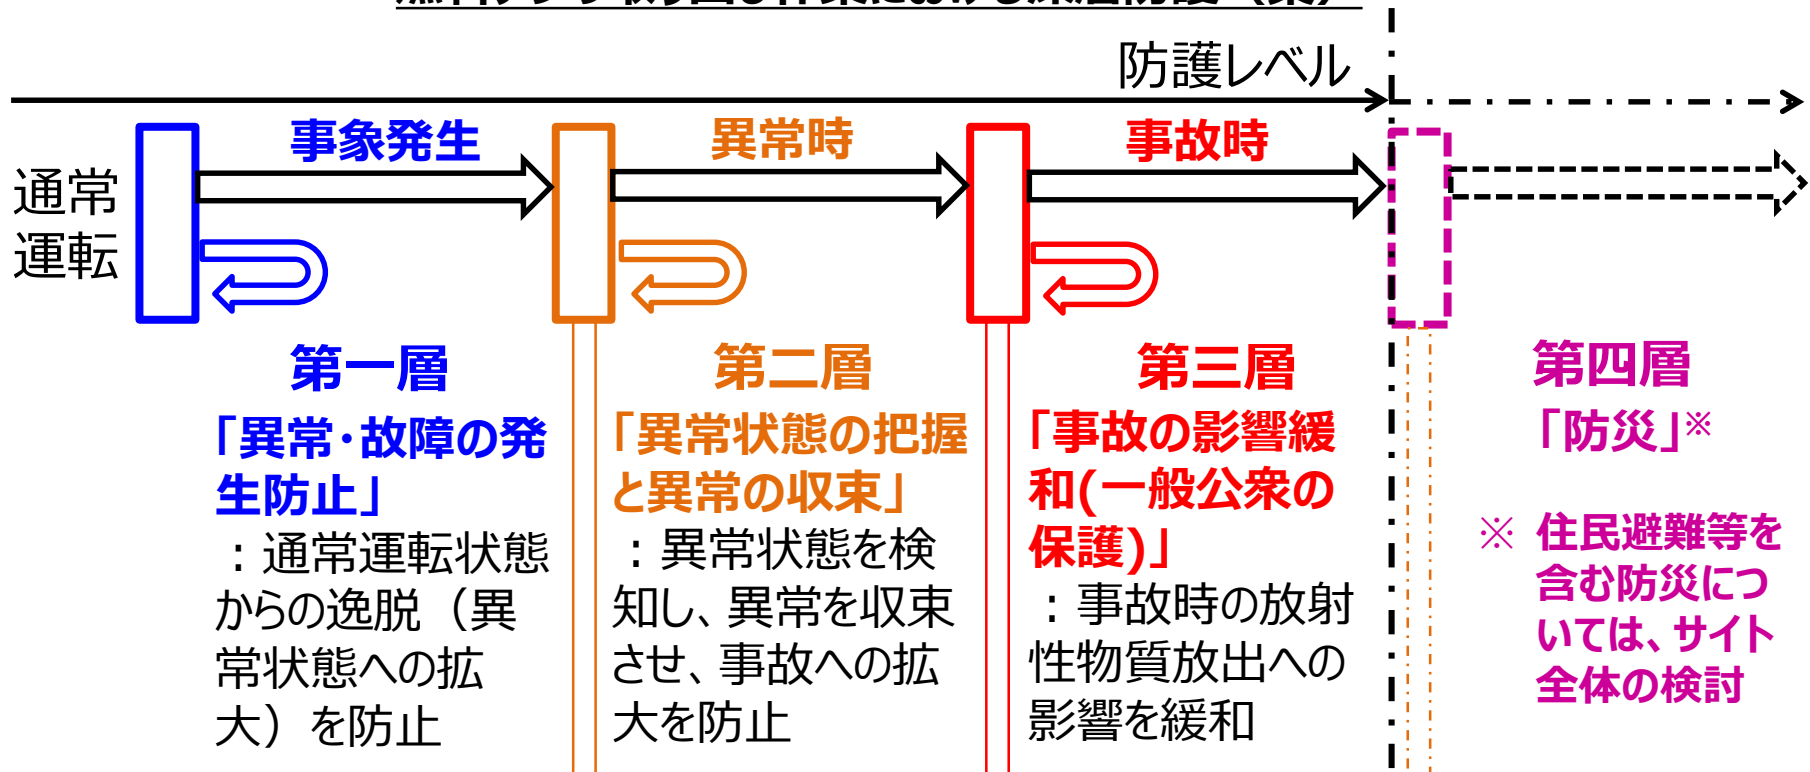 防護レベル
事象発生
異常時
事故時
通常
運転
第一層
「異常・故障の発
生防止」
：通常運転状態
からの逸脱（異
常状態への拡
大）を防止
第二層
「異常状態の把握
と異常の収束」
：異常状態を検
知し、異常を収束
させ、事故への拡
大を防止
第三層
「事故の影響緩
和(一般公衆の
保護)」
：事故時の放射
性物質放出への
影響を緩和
第四層
「防災」※
※ 住民避難等を
含む防災につ
いては、サイト
全体の検討